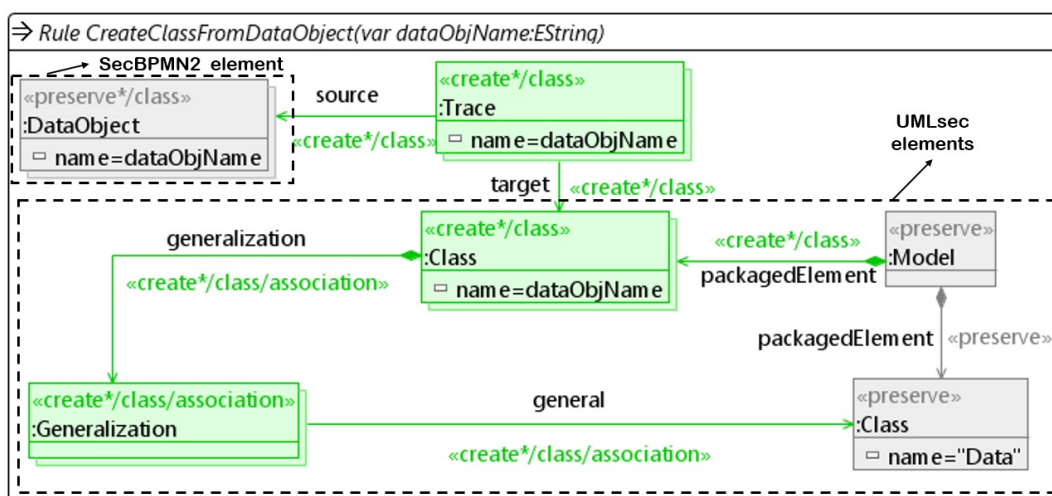 Rule CreateClassFromDataObject(var dataObjName:EString)
SecBPMN2 element
«preserve*/class»
:DataObject
name=dataObjName
source
«create*/class»
«create*/class»
:Trace
name=dataObjName
UMLsec
elements
target
«create*/class»
generalization
«create*/class/association»
«create*/class»
:Class
name=dataObjName
«create*/class»
packagedElement
«preserve»
:Model
packagedElement
«preserve»
«create*/class/association»
:Generalization
general
«create*/class/association»
«preserve»
:Class
name="Data"